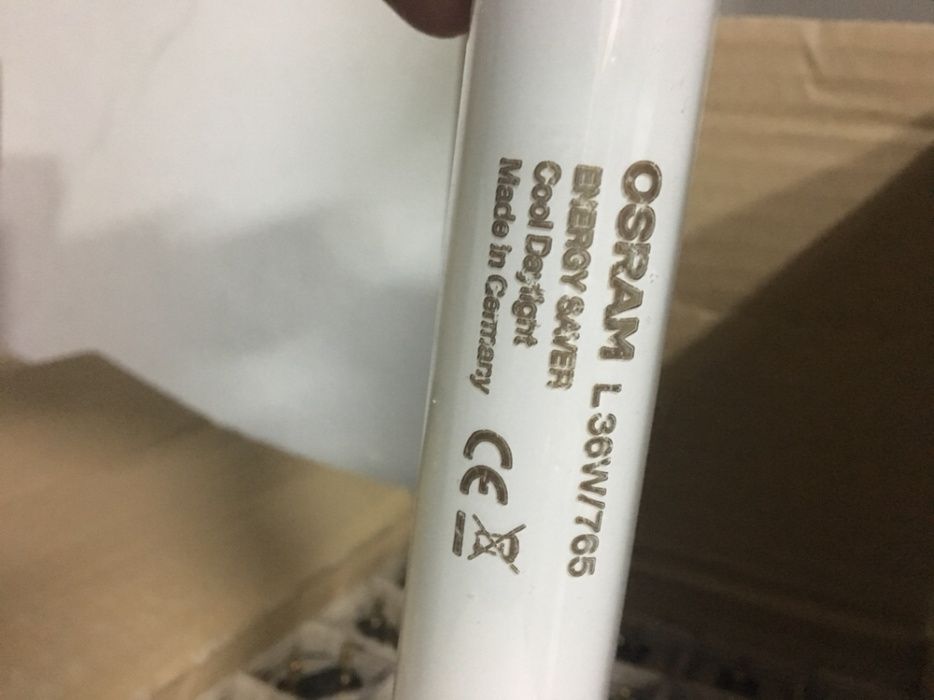 OSRAM L 36W/765
ENERGY SAVER
Cool Daylight
Made in Germany
CE